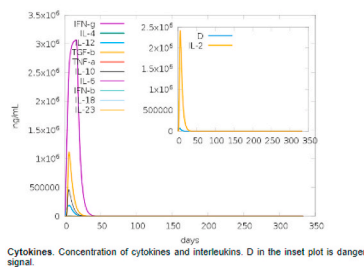 3.5x10⁶
3x10⁶
2.5x10⁶
2x10⁶
1.5x10⁶
1x10⁶
500000
0
ng/mL
IFN-g
IL-4
IL-12
TGF-b
TNF-a
IL-10
IL-6
IFN-b
IL-18
IL-23
2.5x10⁶
2x10⁶
1.5x10⁶
1x10⁶
500000
0
D
IL-2
0 50 100 150 200 250 300 350
0 50 100 150 200 250 300 350
days
Cytokines. Concentration of cytokines and interleukins. D in the inset plot is danger
signal.